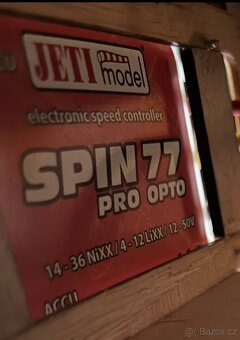 JETI model
electronic speed controller
SPIN 77
PRO OPTO
14 - 36 NiXX / 4 - 12 LiXX / 12 - 50V
ACCU
© Bazos.cz